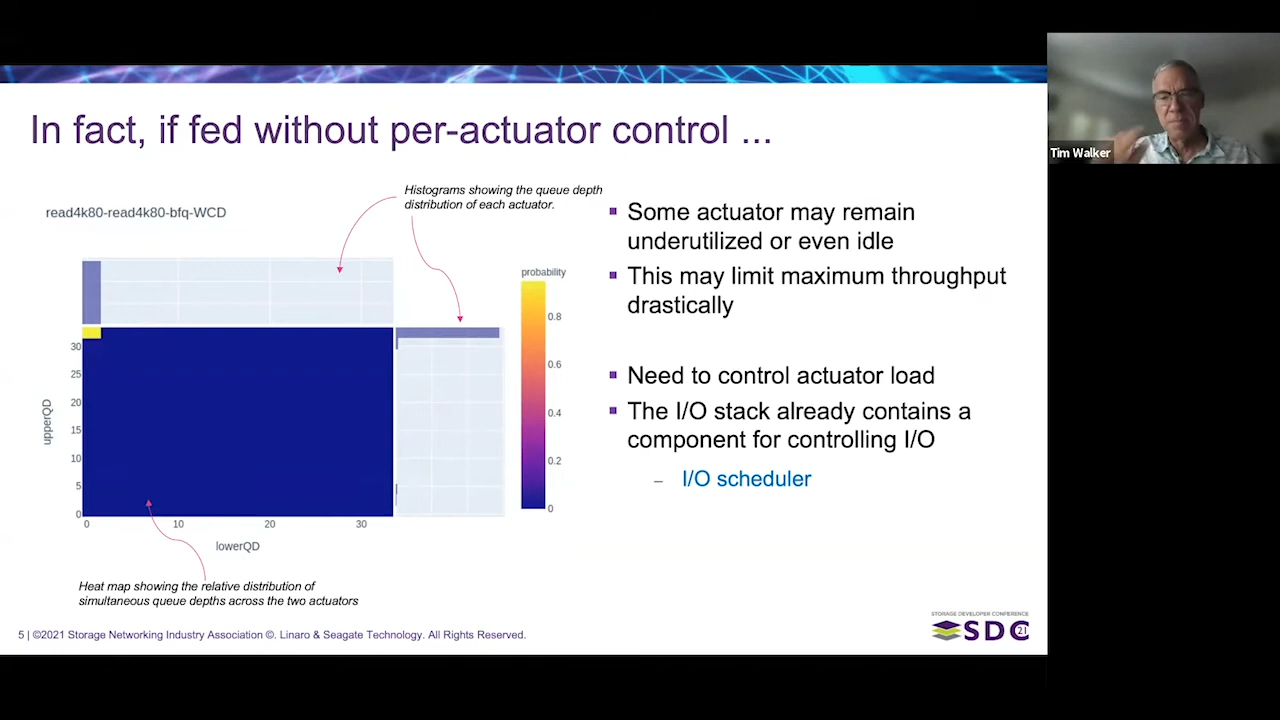 In fact, if fed without per-actuator control ...
Histograms showing the queue depth
distribution of each actuator.
read4k80-read4k80-bfq-WCD
probability
0.8
0.6
0.4
0.2
0
30
25
20
15
10
5
0
upperQD
0
10
20
30
lowerQD
Heat map showing the relative distribution of
simultaneous queue depths across the two actuators
Some actuator may remain
underutilized or even idle
This may limit maximum throughput
drastically
Need to control actuator load
The I/O stack already contains a
component for controlling I/O
– I/O scheduler
5 | ©2021 Storage Networking Industry Association ©. Linaro & Seagate Technology. All Rights Reserved.
STORAGE DEVELOPER CONFERENCE
SDC 21
Tim Walker